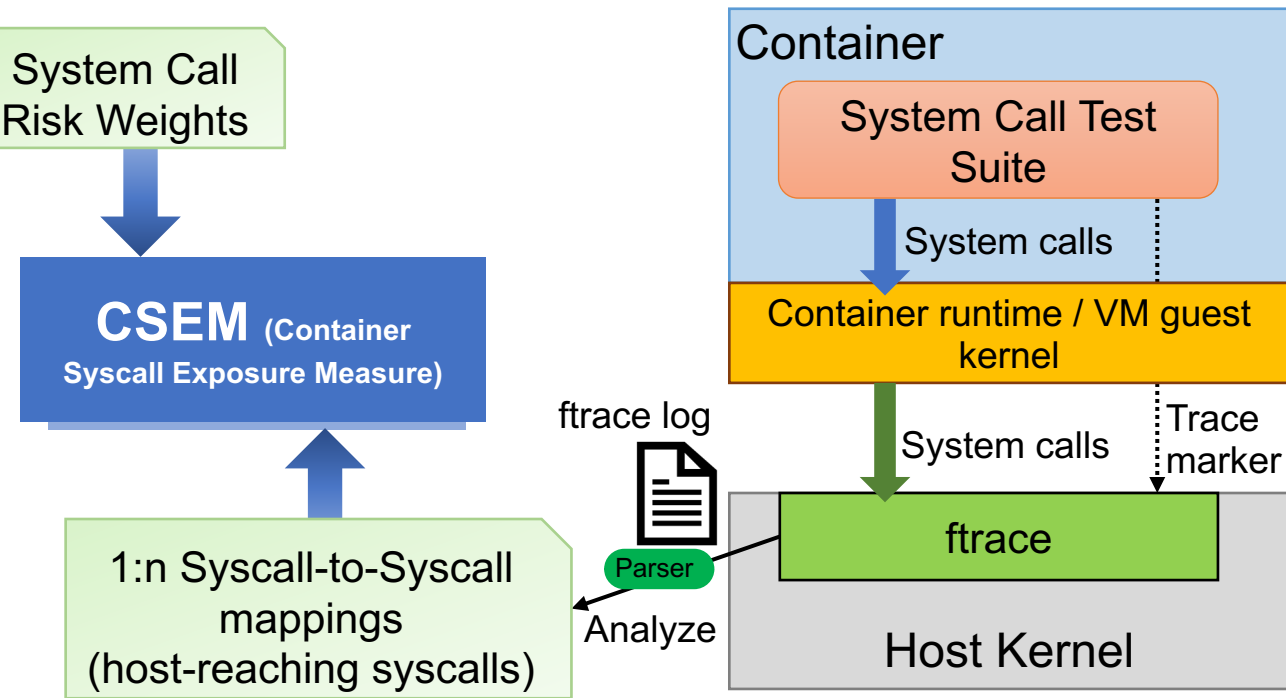 System Call
Risk Weights
CSEM (Container
Syscall Exposure Measure)
1:n Syscall-to-Syscall
mappings
(host-reaching syscalls)
Container
System Call Test
Suite
System calls
Container runtime / VM guest
kernel
System calls
Trace
marker
ftrace
Host Kernel
ftrace log
Parser
Analyze